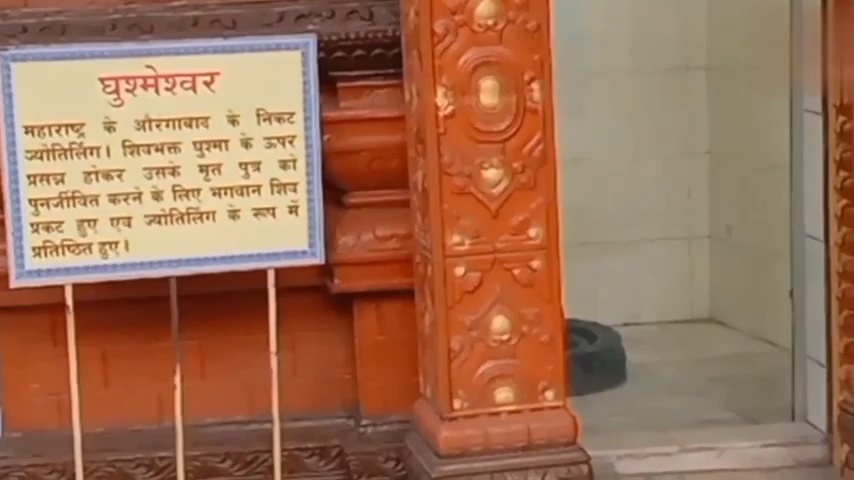 घुश्मेश्वर
महाराष्ट्र के औरंगाबाद के निकट
ज्योतिर्लिंग। शिवभक्त घुश्मा के ऊपर
प्रसन्न होकर उसके मृत पुत्र को
पुनर्जीवित करने के लिए भगवान शिव
प्रकट हुए एवं ज्योतिर्लिंग के रूप में
प्रतिष्ठित हुए।